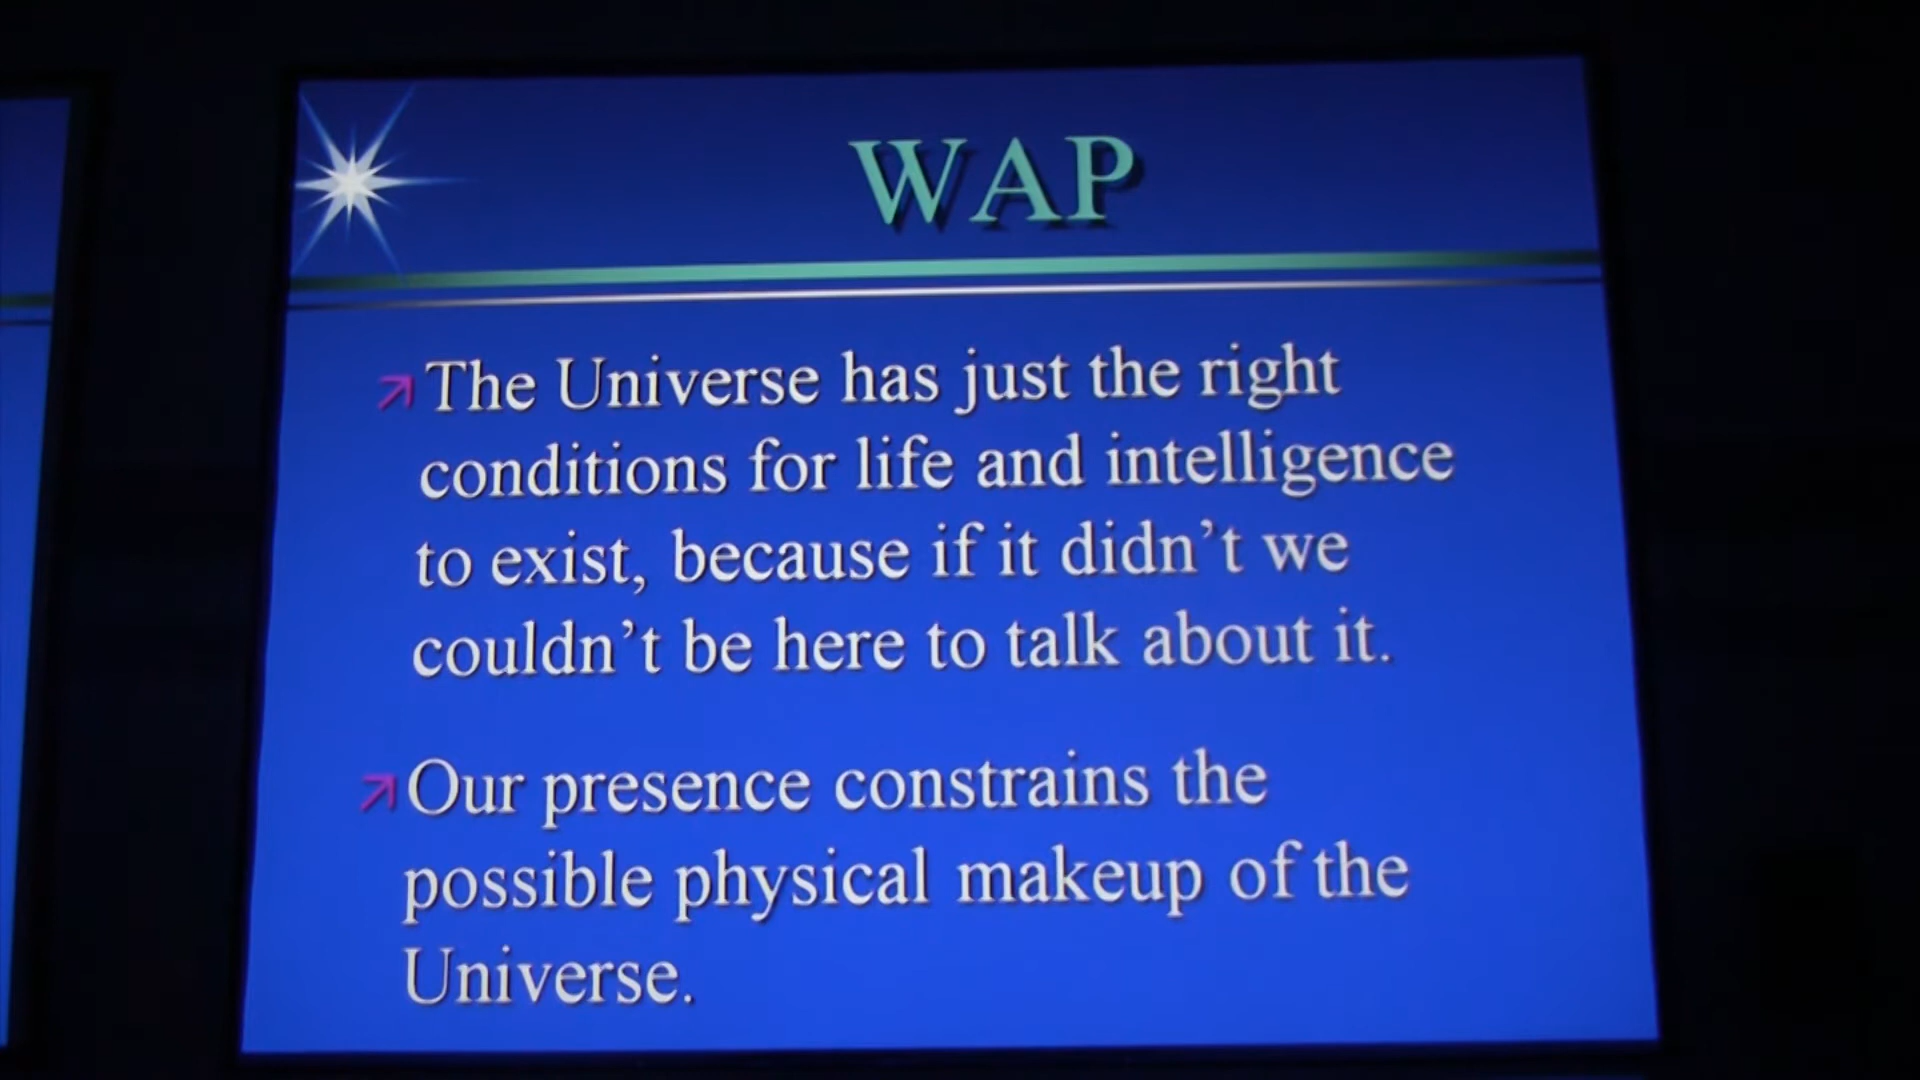 WAP
The Universe has just the right
conditions for life and intelligence
to exist, because if it didn't we
couldn't be here to talk about it.
Our presence constrains the
possible physical makeup of the
Universe.